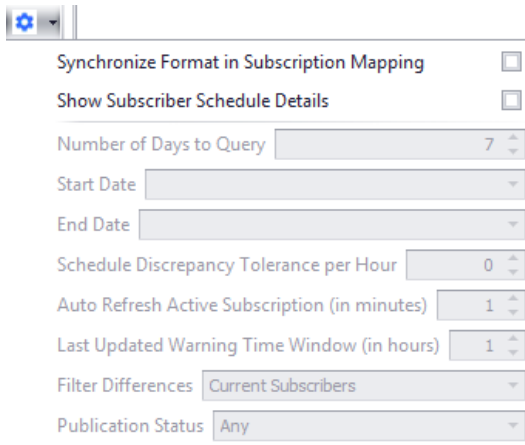 Synchronize Format in Subscription Mapping
Show Subscriber Schedule Details
Number of Days to Query 7
Start Date
End Date
Schedule Discrepancy Tolerance per Hour 0
Auto Refresh Active Subscription (in minutes) 1
Last Updated Warning Time Window (in hours) 1
Filter Differences Current Subscribers
Publication Status Any